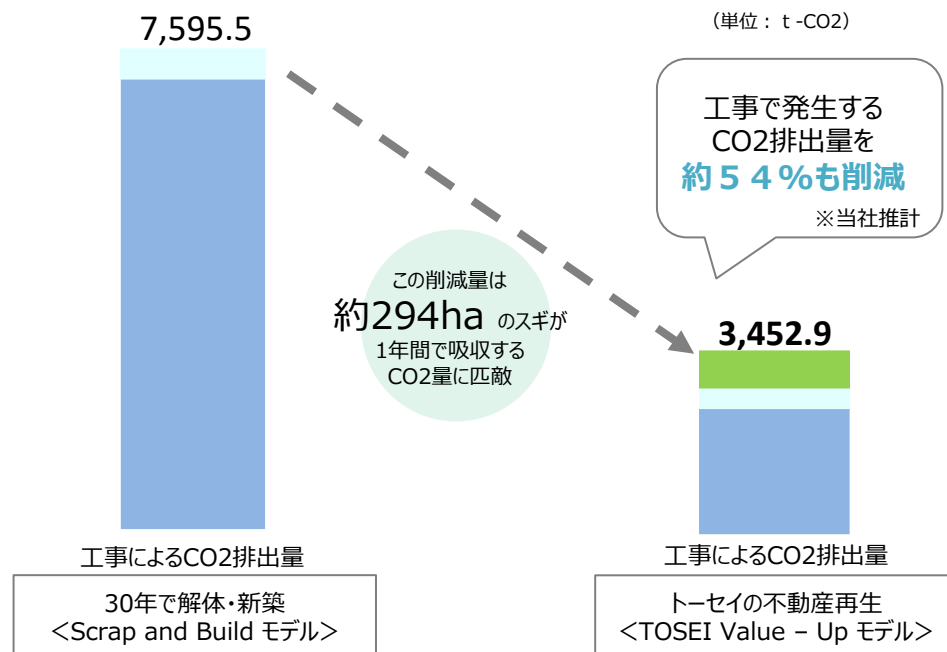 7,595.5
（単位：ｔ-CO2）
工事で発生する
CO2排出量を
約５４％も削減
※当社推計
この削減量は
約294ha のスギが
1年間で吸収する
CO2量に匹敵
3,452.9
工事によるCO2排出量
30年で解体・新築
＜Scrap and Build モデル＞
工事によるCO2排出量
トーセイの不動産再生
＜TOSEI Value – Up モデル＞